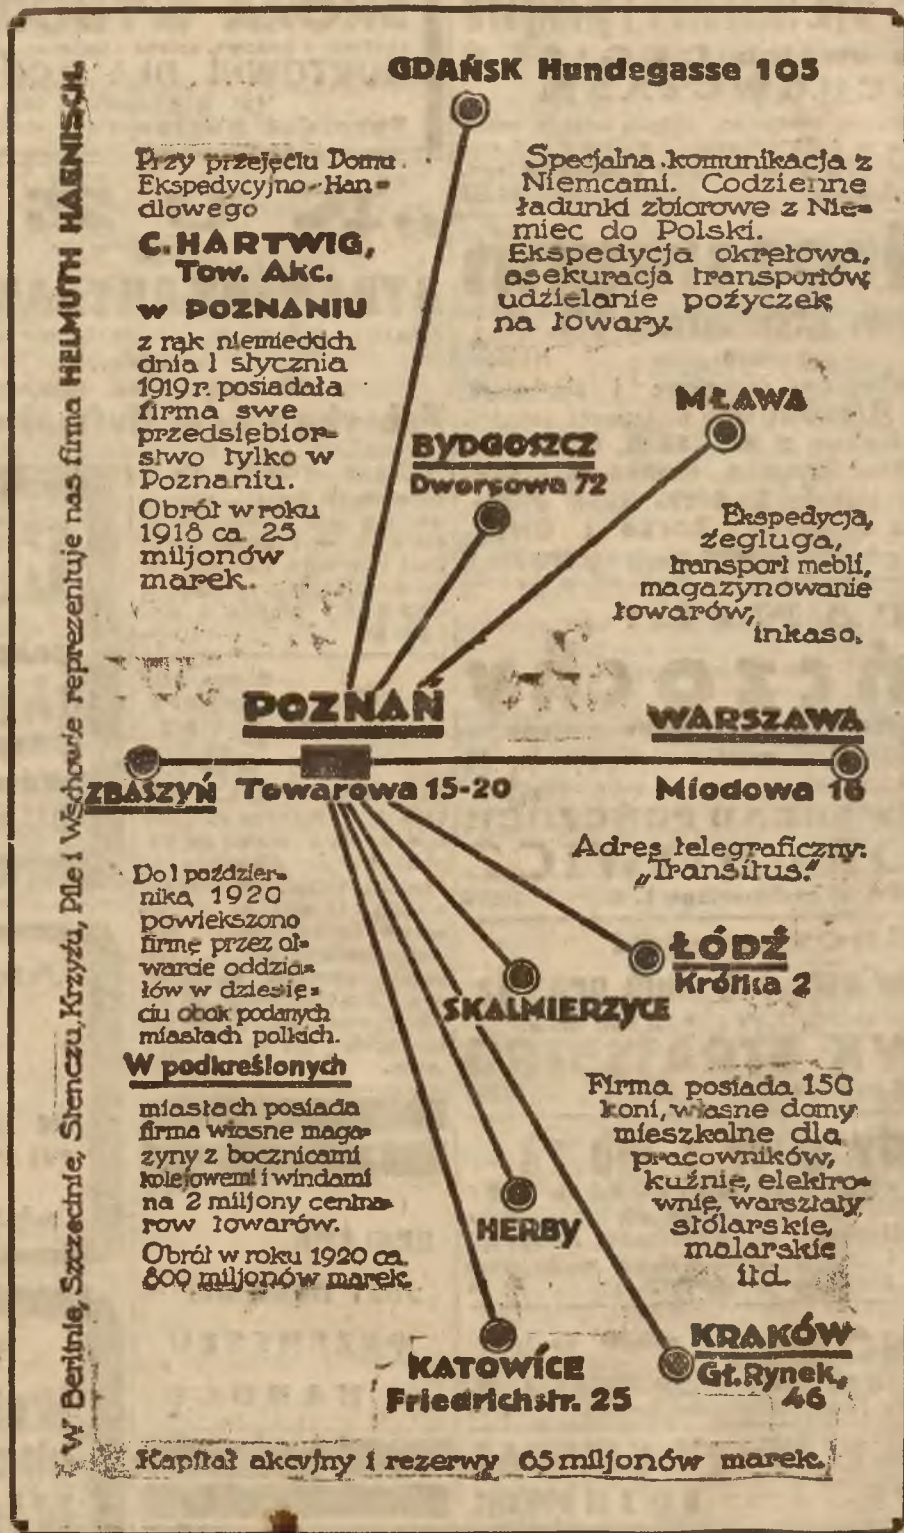 GDAŃSK Hundegasse 105
Przy przejęciu Domu
Ekspedycyjno-Han=
dlowego
C. HARTWIG,
Tow. Akc.
w POZNANIU
z rąk niemieckich
dnia 1 stycznia
1919 r. posiadała
firma swe
przedsiębior=
stwo tylko w
Poznaniu.
Obrót w roku
1918 ca. 25
miljonów
marek.
Specjalna komunikacja z
Niemcami. Codzienne
ładunki zbiorowe z Nie=
miec do Polski.
Ekspedycja okrętowa,
asekuracja transportów,
udzielanie pożyczek
na towary.
MŁAWA
BYDGOSZCZ
Dworcowa 72
Ekspedycja,
żegluga,
transport mebli,
magazynowanie
towarów,
inkaso.
POZNAŃ
Towarowa 15-20
WARSZAWA
Miodowa 16
ZBASZYŃ
Adres telegraficzny:
„Transitus."
Do 1 paździer=
nika 1920
powiekszono
firmę przez ot=
warcie oddzia=
łów w dziesię=
ciu obok podanych
miastach polkich.
W podkreślonych
miastach posiada
firma własne maga=
zyny z bocznicami
kolejowemi i windami
na 2 miljony centna=
row towarów.
Obrót w roku 1920 ca.
800 miljonów marek.
ŁÓDŹ
Krótka 2
SKALMIERZYCE
Firma posiada 150
koni, własne domy
mieszkalne dla
pracowników,
kuźnię, elektro=
wnię, warsztaty
stólarskie,
malarskie
itd.
HERBY
KATOWICE
Friedrichstr. 25
KRAKÓW
Gł. Rynek,
46
Kapitał akcyjny i rezerwy 65 miljonów marek.
W Berlinie, Szczecinie, Stenczu, Krzyżu, Pile i Wschowie reprezentuje nas firma HELMUTH HAENISCH.